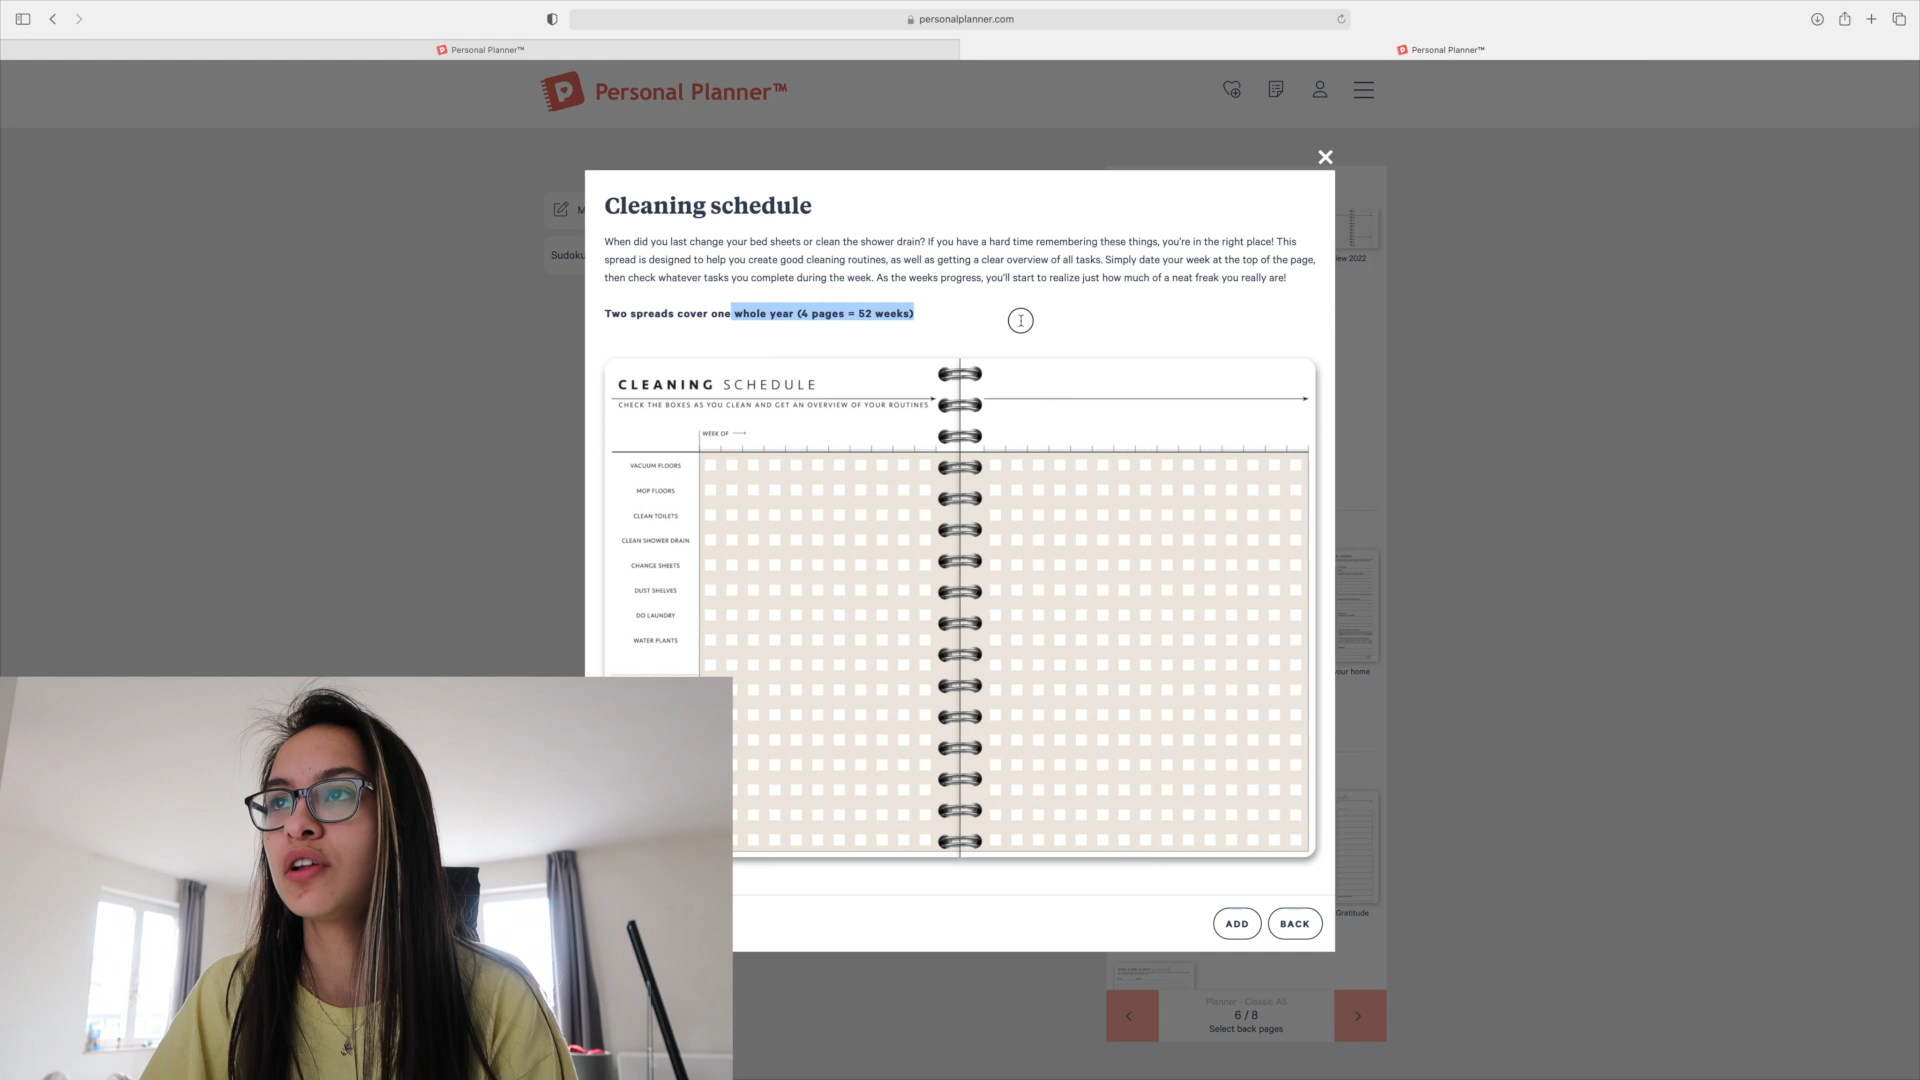 personalplanner.com
Personal Planner™
Personal Planner™
Personal Planner™
Cleaning schedule
When did you last change your bed sheets or clean the shower drain? If you have a hard time remembering these things, you're in the right place! This
spread is designed to help you create good cleaning routines, as well as getting a clear overview of all tasks. Simply date your week at the top of the page,
then check whatever tasks you complete during the week. As the weeks progress, you'll start to realize just how much of a neat freak you really are!
Two spreads cover one whole year (4 pages = 52 weeks)
M
Sudoku
iew 2022
CLEANING SCHEDULE
CHECK THE BOXES AS YOU CLEAN AND GET AN OVERVIEW OF YOUR ROUTINES
WEEK OF
VACUUM FLOORS
MOP FLOORS
CLEAN TOILETS
CLEAN SHOWER DRAIN
CHANGE SHEETS
DUST SHELVES
DO LAUNDRY
WATER PLANTS
your home
Gratitude
ADD
BACK
Planner - Classic A5
6 / 8
Select back pages